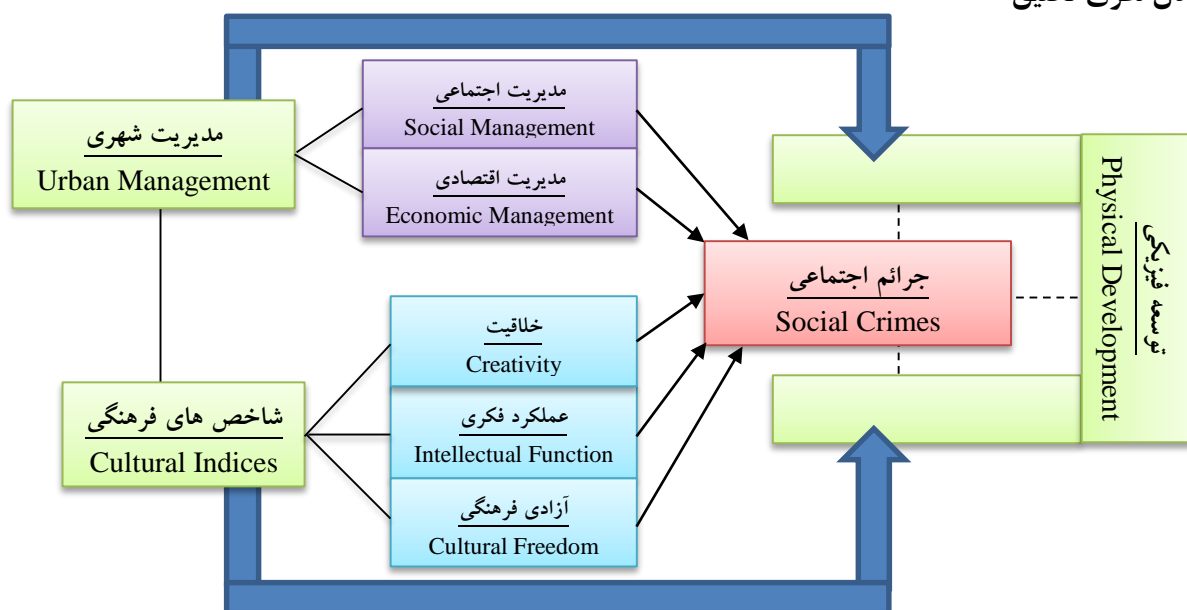 مدیریت شهری
Urban Management
مدیریت اجتماعی
Social Management
مدیریت اقتصادی
Economic Management
جرائم اجتماعی
Social Crimes
توسعه فیزیکی
Physical Development
خلاقیت
Creativity
شاخص های فرهنگی
Cultural Indices
عملکرد فکری
Intellectual Function
آزادی فرهنگی
Cultural Freedom